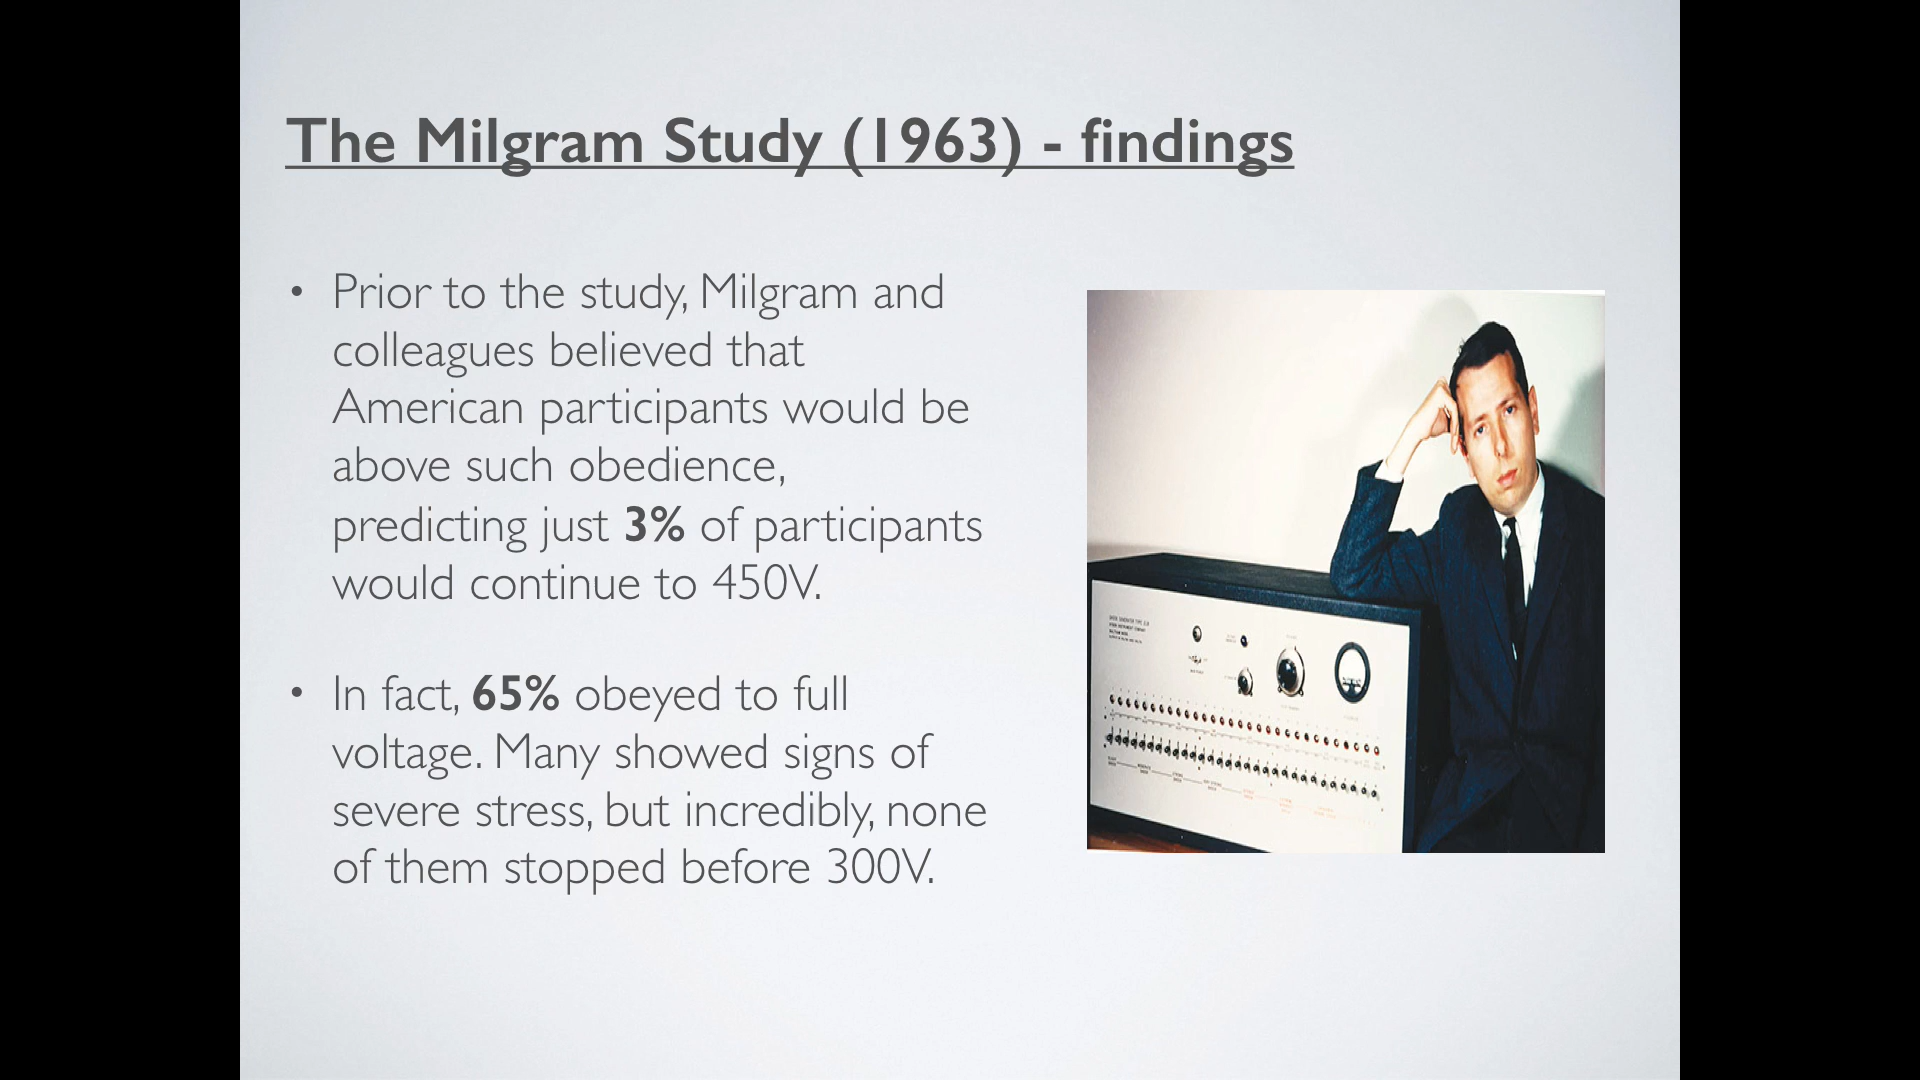 The Milgram Study (1963) - findings
• Prior to the study, Milgram and
colleagues believed that
American participants would be
above such obedience,
predicting just 3% of participants
would continue to 450V.
• In fact, 65% obeyed to full
voltage. Many showed signs of
severe stress, but incredibly, none
of them stopped before 300V.